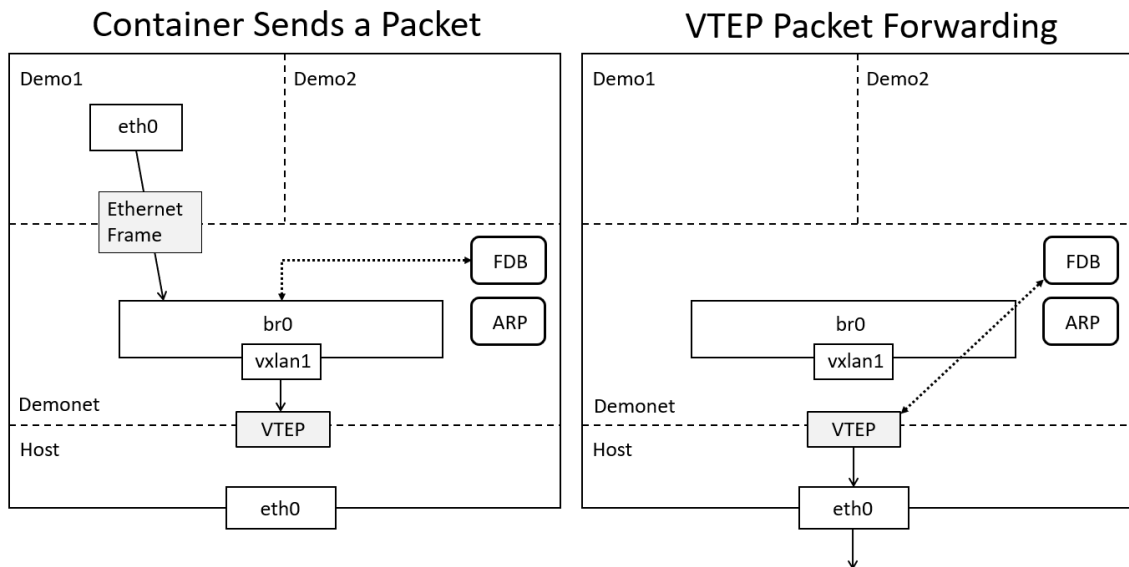 Container Sends a Packet
Demo1
Demo2
eth0
Ethernet
Frame
FDB
ARP
br0
vxlan1
Demonet
VTEP
Host
eth0
VTEP Packet Forwarding
Demo1
Demo2
FDB
ARP
br0
vxlan1
Demonet
VTEP
Host
eth0